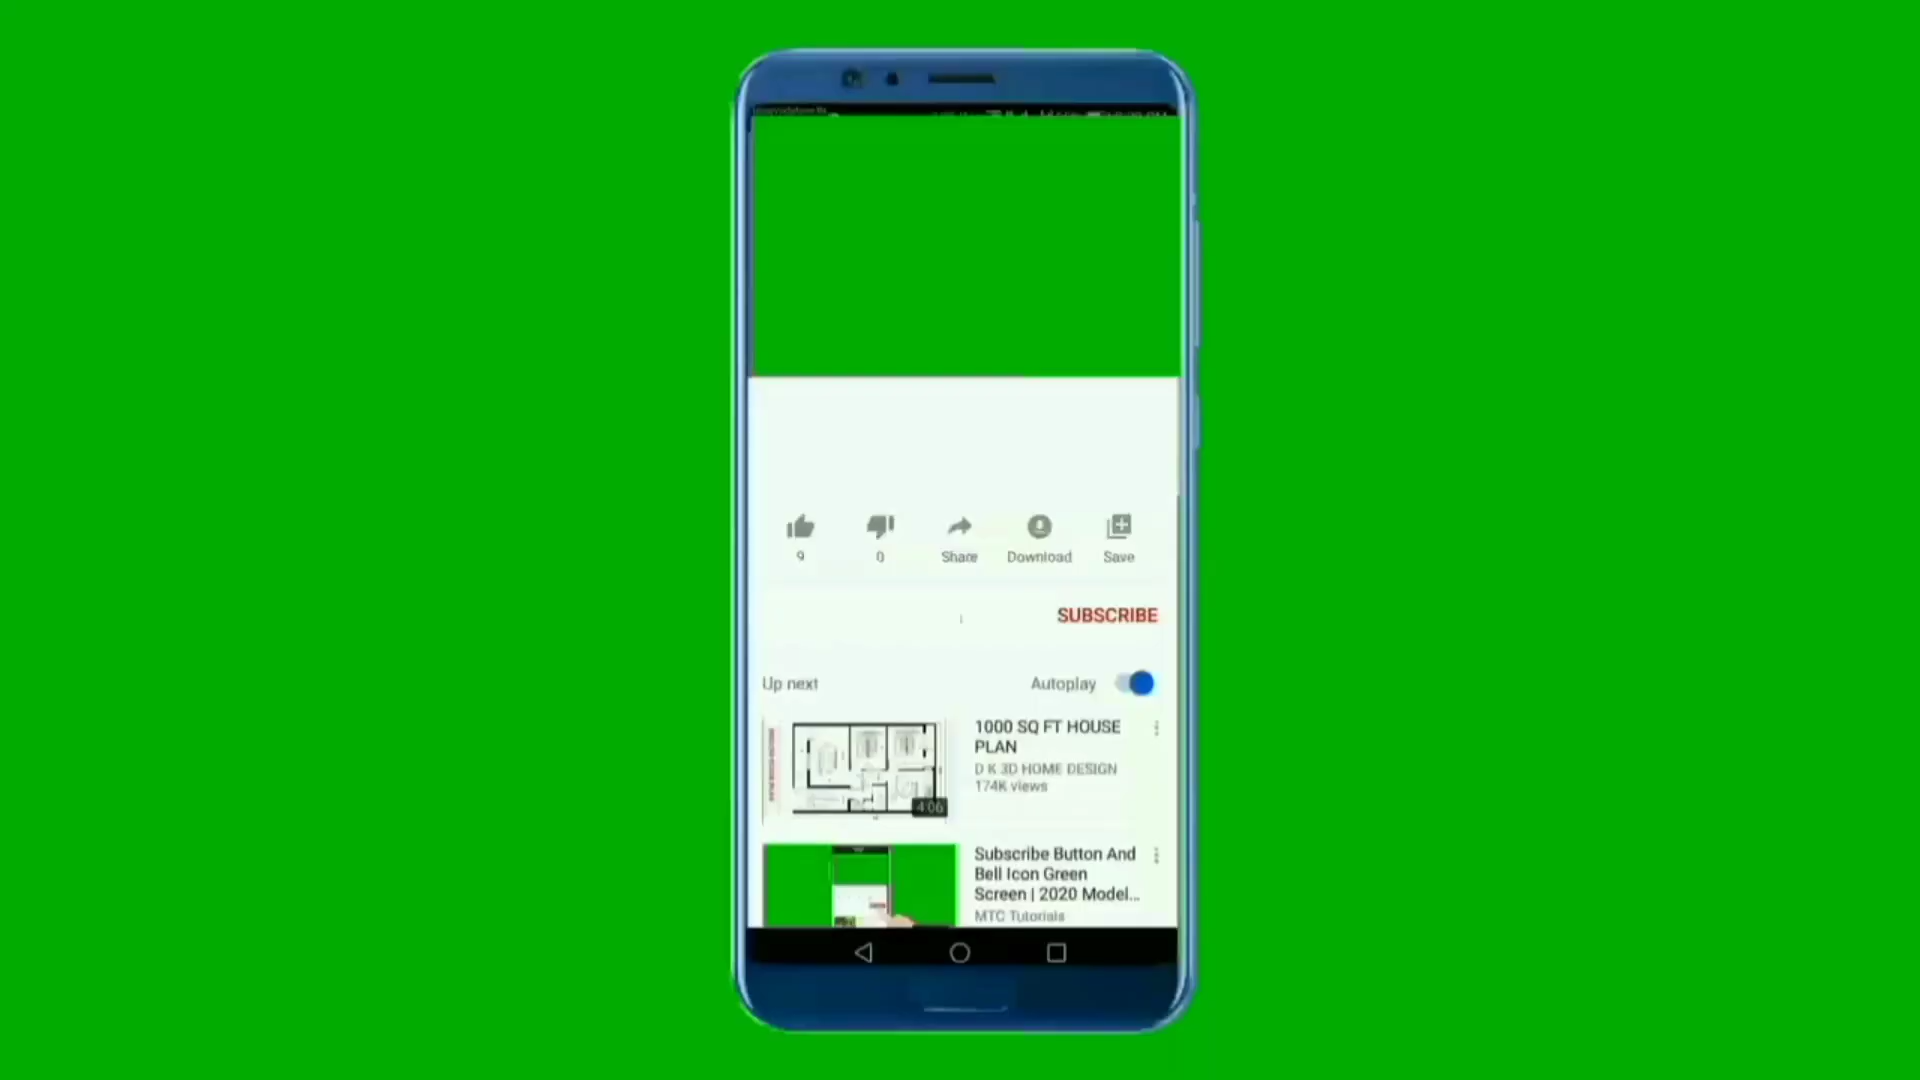 9
0
Share
Download
Save
SUBSCRIBE
Up next
Autoplay
1000 SQ FT HOUSE
PLAN
D K 3D HOME DESIGN
174K views
4:06
Subscribe Button And
Bell Icon Green
Screen | 2020 Model...
MTC Tutorials